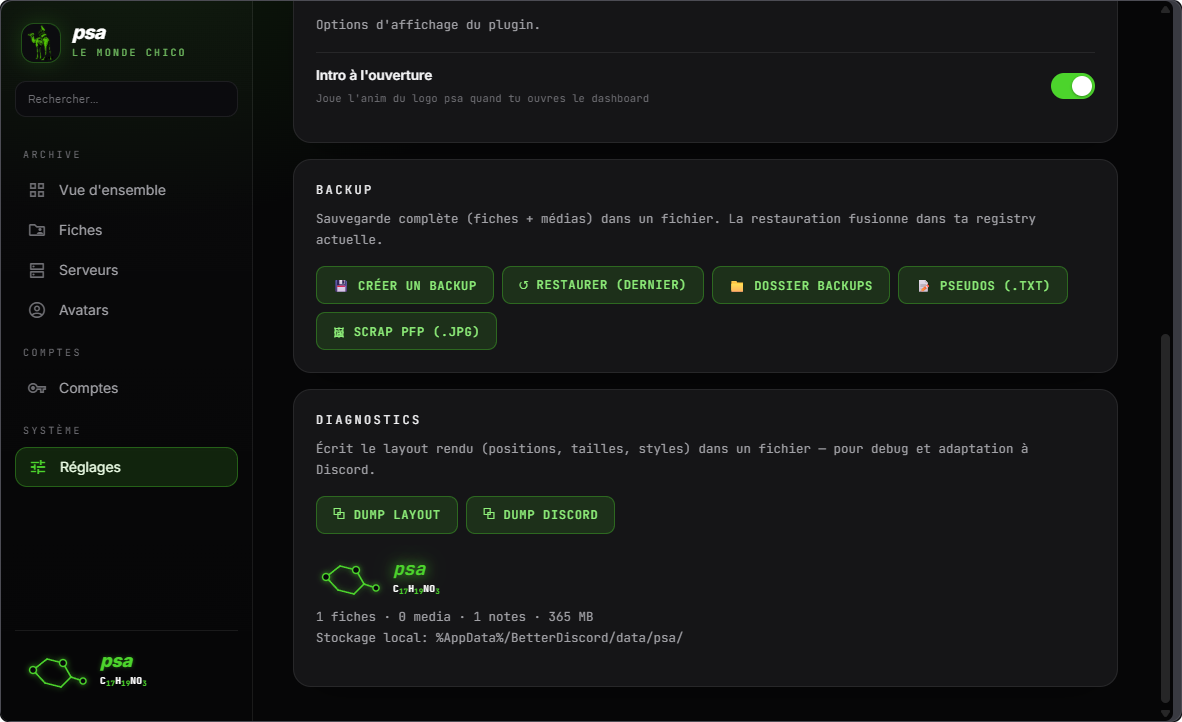 psa
LE MONDE CHICO
Rechercher...
ARCHIVE
Vue d'ensemble
Fiches
Serveurs
Avatars
COMPTES
Comptes
SYSTÈME
Réglages
psa
C₁₇H₁₉NO₃
Options d'affichage du plugin.
Intro à l'ouverture
Joue l'anim du logo psa quand tu ouvres le dashboard
BACKUP
Sauvegarde complète (fiches + médias) dans un fichier. La restauration fusionne dans ta registry
actuelle.
💾 CRÉER UN BACKUP
↺ RESTAURER (DERNIER)
📁 DOSSIER BACKUPS
📝 PSEUDOS (.TXT)
🖼 SCRAP PFP (.JPG)
DIAGNOSTICS
Écrit le layout rendu (positions, tailles, styles) dans un fichier — pour debug et adaptation à
Discord.
DUMP LAYOUT
DUMP DISCORD
psa
C₁₇H₁₉NO₃
1 fiches · 0 media · 1 notes · 365 MB
Stockage local: %AppData%/BetterDiscord/data/psa/